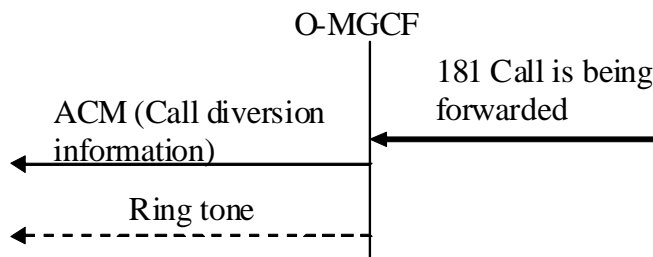 O-MGCF
181 Call is being
forwarded
ACM (Call diversion
information)
Ring tone